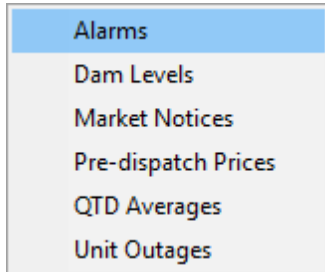 Alarms
Dam Levels
Market Notices
Pre-dispatch Prices
QTD Averages
Unit Outages